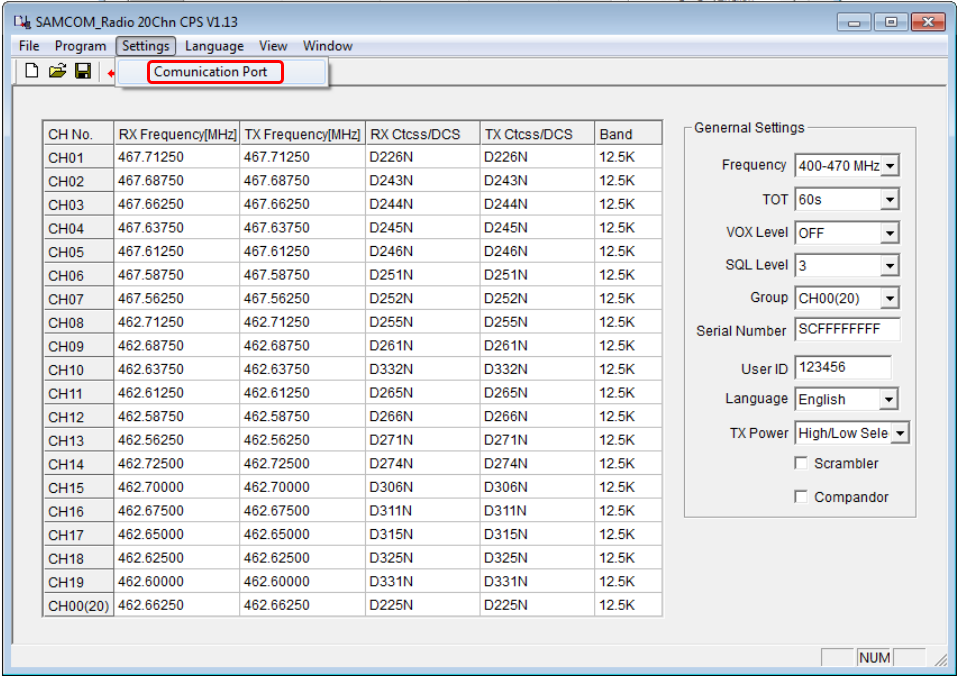 SAMCOM_Radio 20Chn CPS V1.13
File Program Settings Language View Window
Comunication Port
CH No. RX Frequency[MHz] TX Frequency[MHz] RX Ctcss/DCS TX Ctcss/DCS Band
CH01 467.71250 467.71250 D226N D226N 12.5K
CH02 467.68750 467.68750 D243N D243N 12.5K
CH03 467.66250 467.66250 D244N D244N 12.5K
CH04 467.63750 467.63750 D245N D245N 12.5K
CH05 467.61250 467.61250 D246N D246N 12.5K
CH06 467.58750 467.58750 D251N D251N 12.5K
CH07 467.56250 467.56250 D252N D252N 12.5K
CH08 462.71250 462.71250 D255N D255N 12.5K
CH09 462.68750 462.68750 D261N D261N 12.5K
CH10 462.63750 462.63750 D332N D332N 12.5K
CH11 462.61250 462.61250 D265N D265N 12.5K
CH12 462.58750 462.58750 D266N D266N 12.5K
CH13 462.56250 462.56250 D271N D271N 12.5K
CH14 462.72500 462.72500 D274N D274N 12.5K
CH15 462.70000 462.70000 D306N D306N 12.5K
CH16 462.67500 462.67500 D311N D311N 12.5K
CH17 462.65000 462.65000 D315N D315N 12.5K
CH18 462.62500 462.62500 D325N D325N 12.5K
CH19 462.60000 462.60000 D331N D331N 12.5K
CH00(20) 462.66250 462.66250 D225N D225N 12.5K
Genernal Settings
Frequency 400-470 MHz
TOT 60s
VOX Level OFF
SQL Level 3
Group CH00(20)
Serial Number SCFFFFFFFF
User ID 123456
Language English
TX Power High/Low Sele
Scrambler
Compandor
NUM